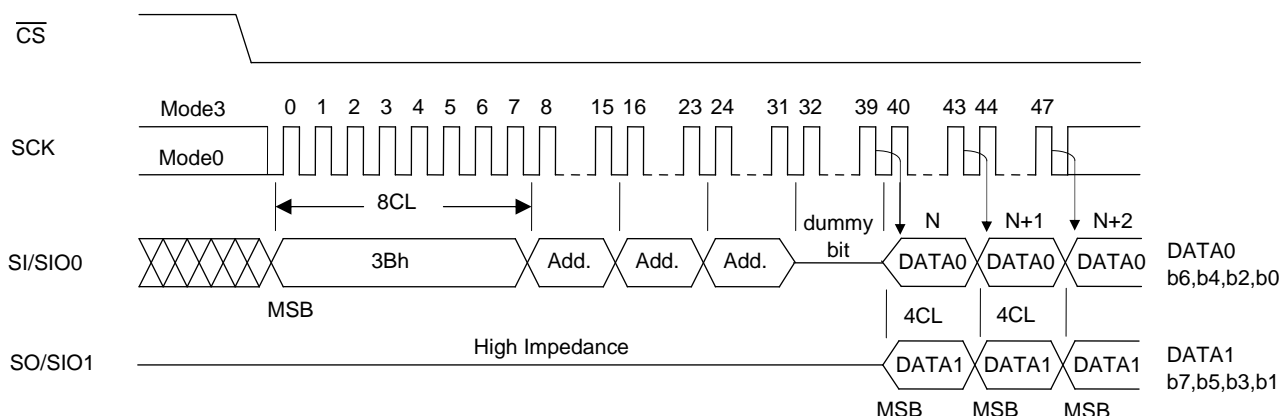 CS
Mode3 0 1 2 3 4 5 6 7 8 15 16 23 24 31 32 39 40 43 44 47
SCK
Mode0
8CL
dummy
bit
N N+1 N+2
SI/SIO0 3Bh Add. Add. Add. DATA0 DATA0 DATA0
DATA0
b6,b4,b2,b0
MSB
4CL 4CL
High Impedance
SO/SIO1 DATA1 DATA1 DATA1
DATA1
b7,b5,b3,b1
MSB MSB MSB